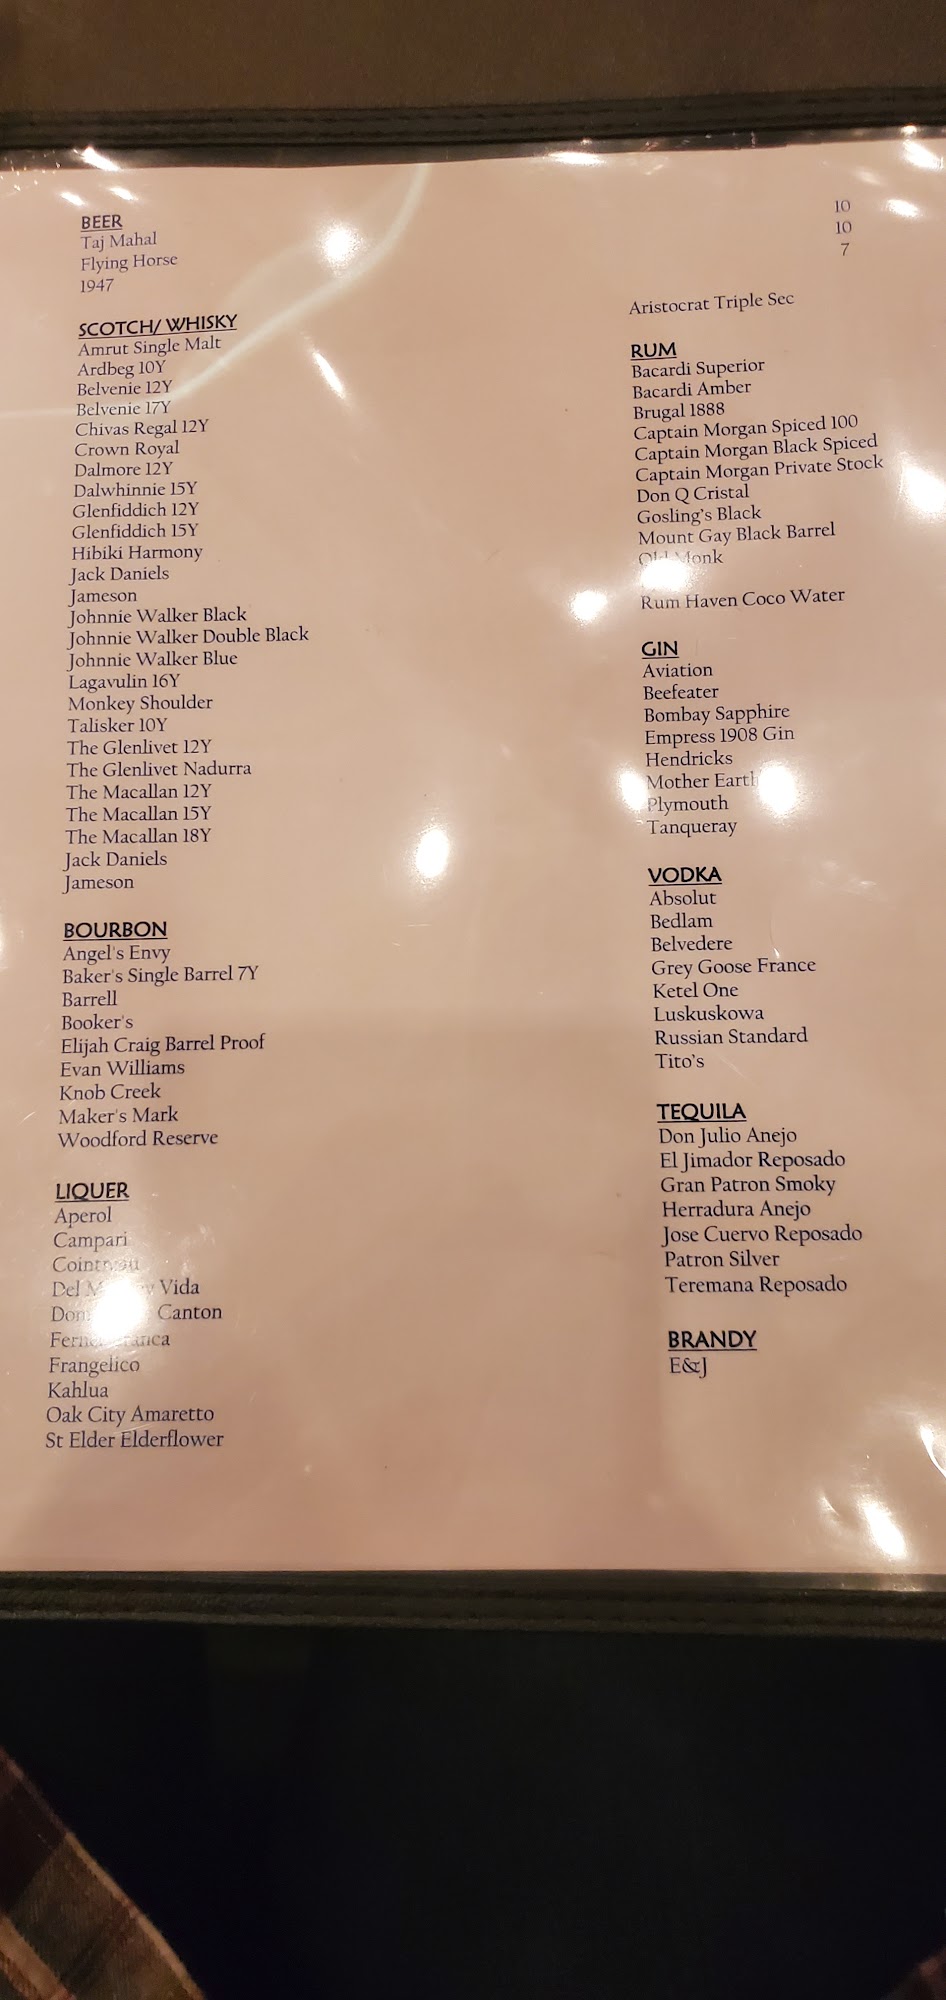 BEER
Taj Mahal 10
Flying Horse 10
1947 7
SCOTCH/ WHISKY
Amrut Single Malt
Ardbeg 10Y
Belvenie 12Y
Belvenie 17Y
Chivas Regal 12Y
Crown Royal
Dalmore 12Y
Dalwhinnie 15Y
Glenfiddich 12Y
Glenfiddich 15Y
Hibiki Harmony
Jack Daniels
Jameson
Johnnie Walker Black
Johnnie Walker Double Black
Johnnie Walker Blue
Lagavulin 16Y
Monkey Shoulder
Talisker 10Y
The Glenlivet 12Y
The Glenlivet Nadurra
The Macallan 12Y
The Macallan 15Y
The Macallan 18Y
Jack Daniels
Jameson
BOURBON
Angel's Envy
Baker's Single Barrel 7Y
Barrell
Booker's
Elijah Craig Barrel Proof
Evan Williams
Knob Creek
Maker's Mark
Woodford Reserve
LIQUER
Aperol
Campari
Cointreau
Del Vida
Canton
Frangelico
Kahlua
Oak City Amaretto
St Elder Elderflower
Aristocrat Triple Sec
RUM
Bacardi Superior
Bacardi Amber
Brugal 1888
Captain Morgan Spiced 100
Captain Morgan Black Spiced
Captain Morgan Private Stock
Don Q Cristal
Gosling's Black
Mount Gay Black Barrel
Old Monk
Rum Haven Coco Water
GIN
Aviation
Beefeater
Bombay Sapphire
Empress 1908 Gin
Hendricks
Mother Earth
Plymouth
Tanqueray
VODKA
Absolut
Bedlam
Belvedere
Grey Goose France
Ketel One
Luskuskowa
Russian Standard
Tito's
TEQUILA
Don Julio Anejo
El Jimador Reposado
Gran Patron Smoky
Herradura Anejo
Jose Cuervo Reposado
Patron Silver
Teremana Reposado
BRANDY
E&J